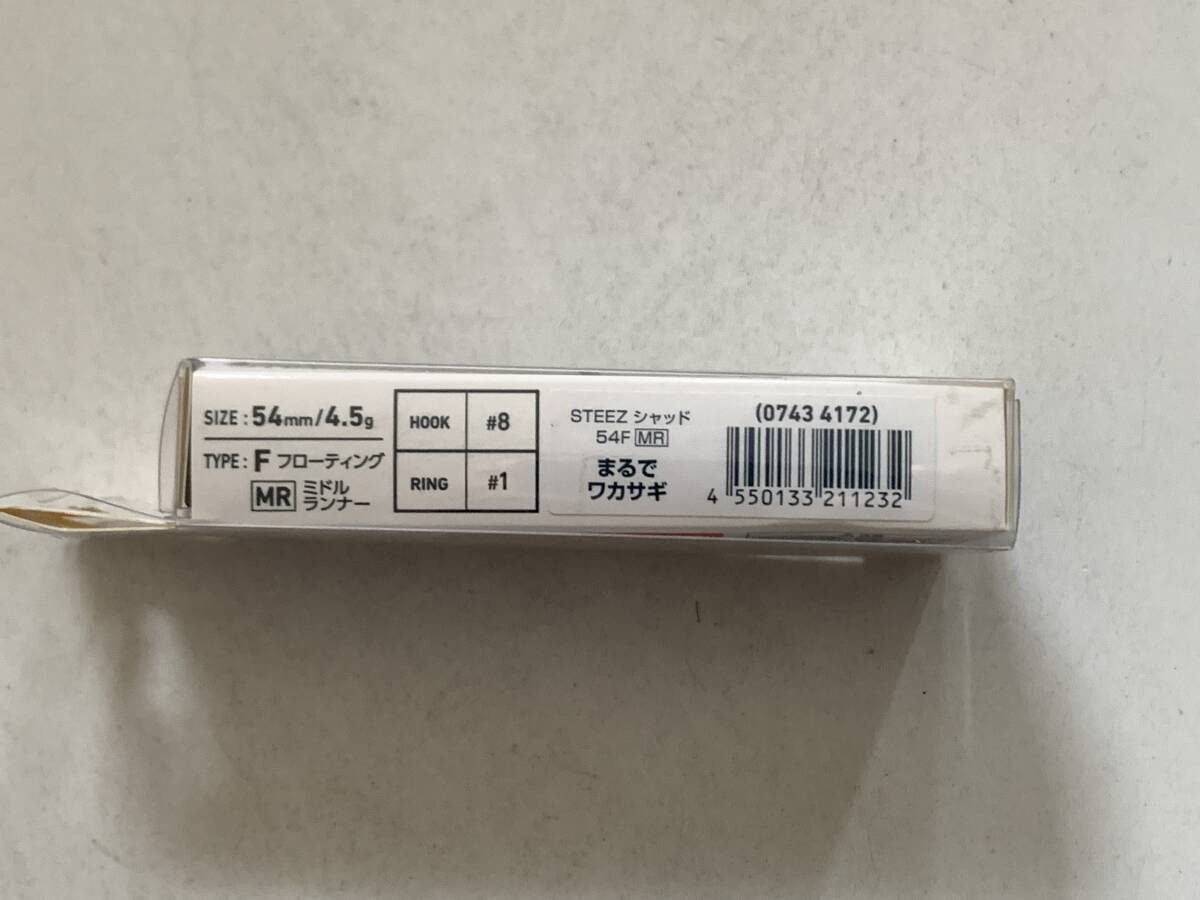 SIZE : 54mm/4.5g
TYPE : F フローティング
MR ミドル
ランナー
HOOK #8
RING #1
STEEZ シャッド
54F MR
まるで
ワカサギ
(0743 4172)
4 550133 211232